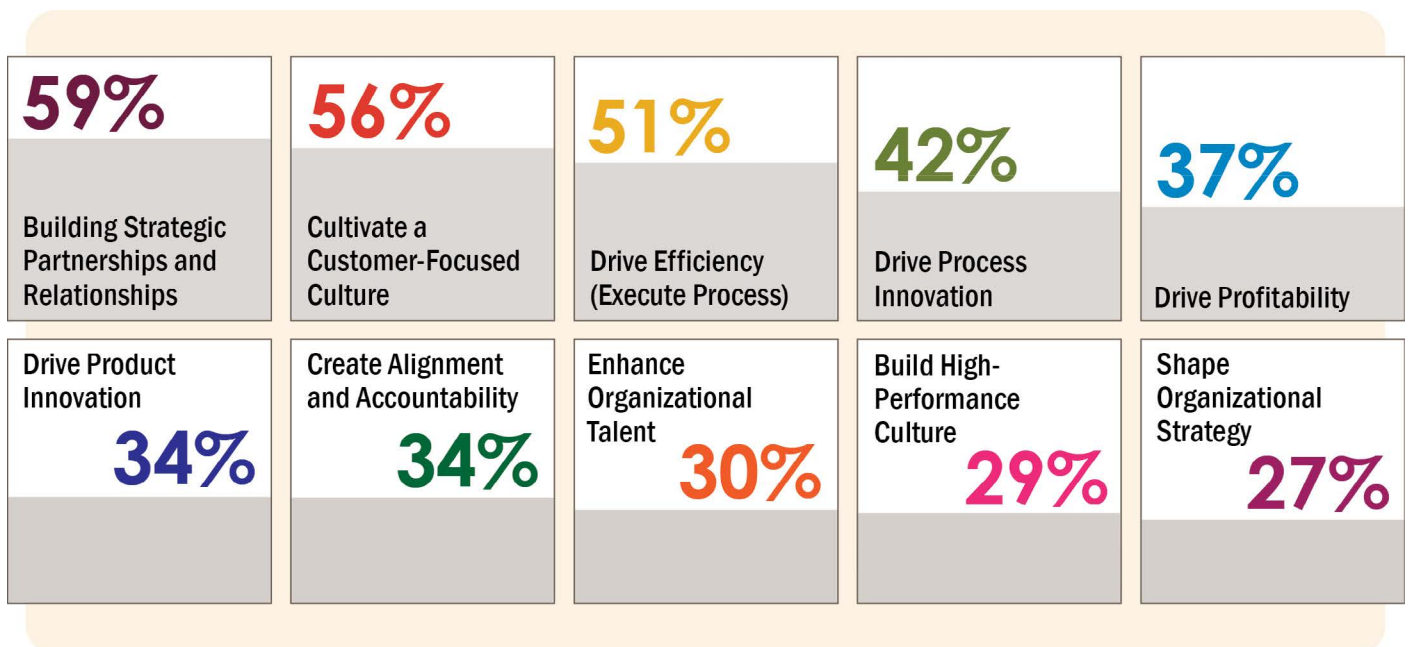 59%
Building Strategic
Partnerships and
Relationships
56%
Cultivate a
Customer-Focused
Culture
51%
Drive Efficiency
(Execute Process)
42%
Drive Process
Innovation
37%
Drive Profitability
Drive Product
Innovation
34%
Create Alignment
and Accountability
34%
Enhance
Organizational
Talent
30%
Build High-
Performance
Culture
29%
Shape
Organizational
Strategy
27%